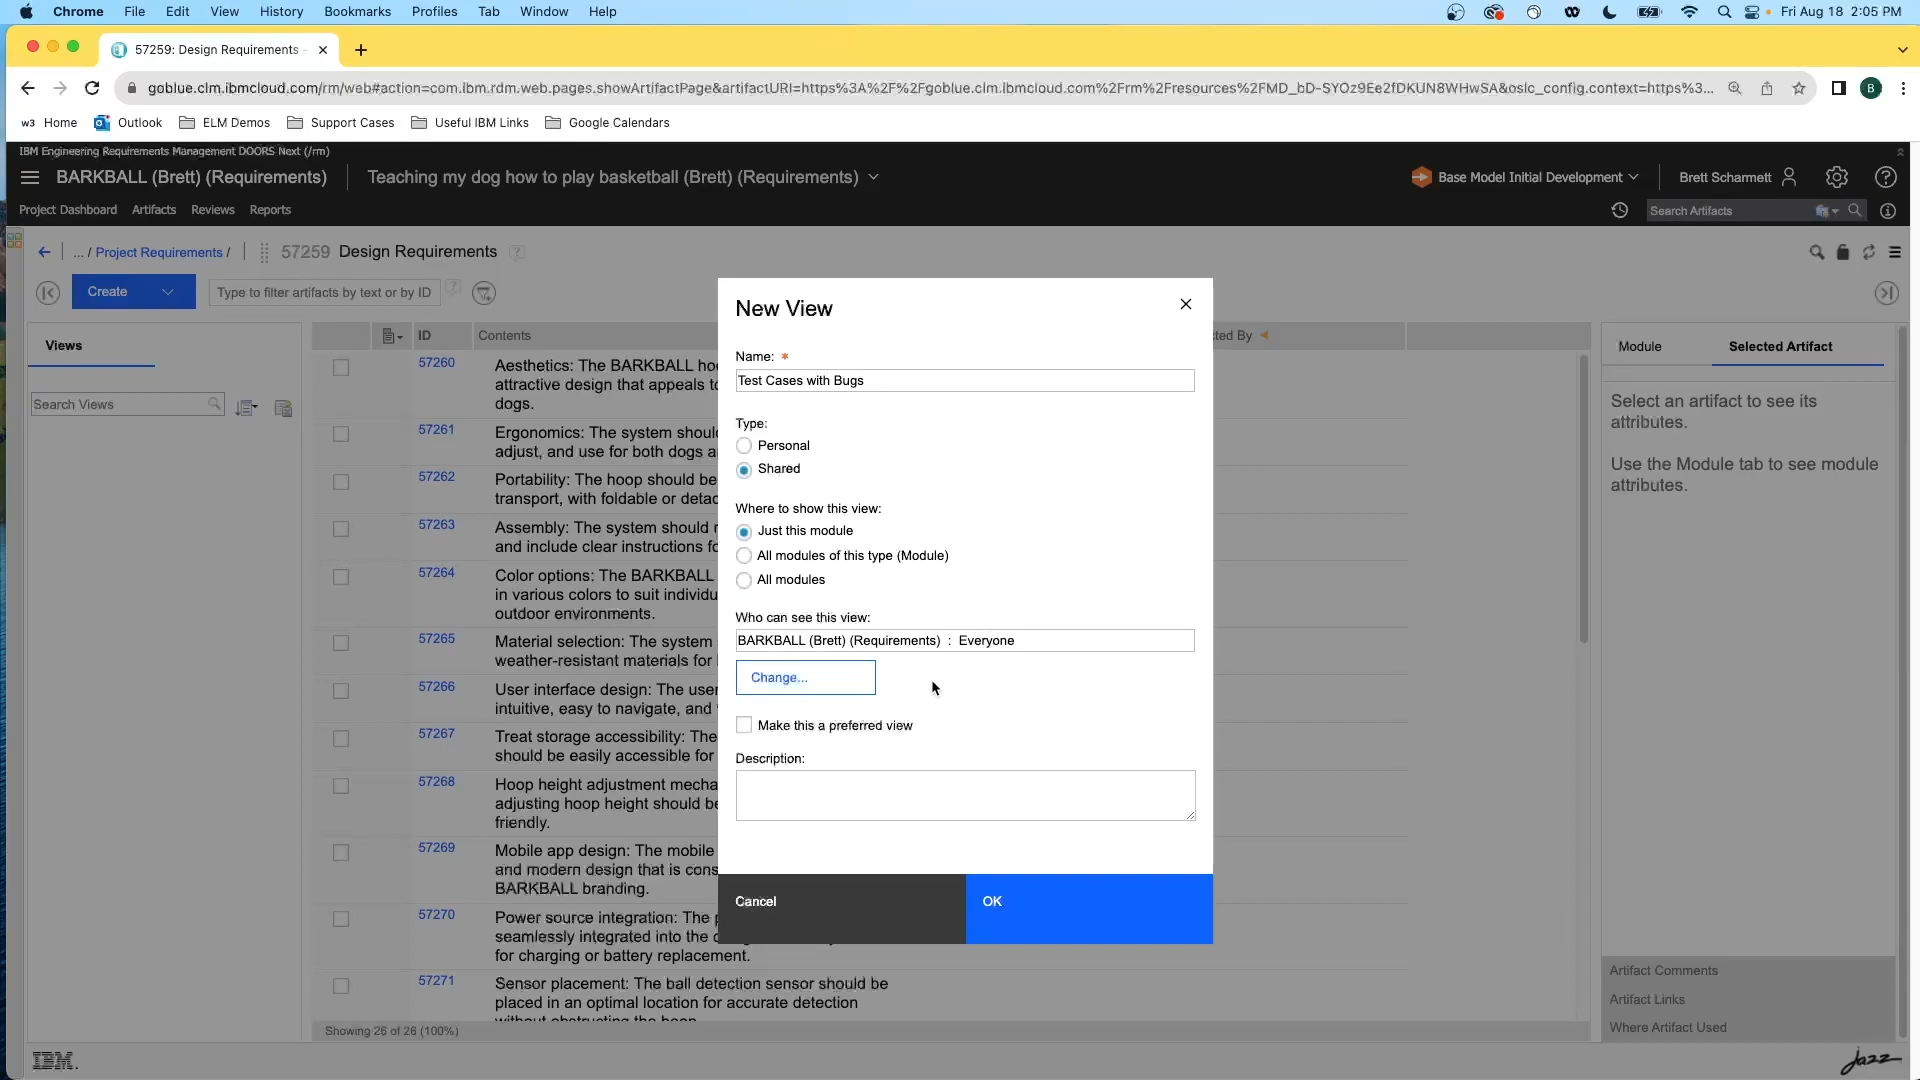 Chrome File Edit View History Bookmarks Profiles Tab Window Help
Fri Aug 18 2:05 PM
57259: Design Requirements
goblue.clm.ibmcloud.com/rm/web#action=com.ibm.rdm.web.pages.showArtifactPage&artifactURI=https%3A%2F%2Fgoblue.clm.ibmcloud.com%2Frm%2Fresources%2FMD_bD-SYOz9Ee2fDKUN8WHwSA&oslc_config.context=https%3...
B
w3 Home Outlook ELM Demos Support Cases Useful IBM Links Google Calendars
IBM Engineering Requirements Management DOORS Next (/rm)
BARKBALL (Brett) (Requirements) Teaching my dog how to play basketball (Brett) (Requirements)
Base Model Initial Development Brett Scharmett
Project Dashboard Artifacts Reviews Reports
Search Artifacts
... / Project Requirements / 57259 Design Requirements
Create
Type to filter artifacts by text or by ID
Views
Search Views
ID Contents
cted By
57260 Aesthetics: The BARKBALL ho
attractive design that appeals to
dogs.
57261 Ergonomics: The system shoul
adjust, and use for both dogs a
57262 Portability: The hoop should be
transport, with foldable or detac
57263 Assembly: The system should
and include clear instructions fo
57264 Color options: The BARKBALL
in various colors to suit individu
outdoor environments.
57265 Material selection: The system
weather-resistant materials for
57266 User interface design: The user
intuitive, easy to navigate, and
57267 Treat storage accessibility: The
should be easily accessible for
57268 Hoop height adjustment mecha
adjusting hoop height should be
friendly.
57269 Mobile app design: The mobile
and modern design that is cons
BARKBALL branding.
57270 Power source integration: The
seamlessly integrated into the
for charging or battery replacement.
57271 Sensor placement: The ball detection sensor should be
placed in an optimal location for accurate detection
without obstructing the hoop
Showing 26 of 26 (100%)
New View
Name: *
Test Cases with Bugs
Type:
Personal
Shared
Where to show this view:
Just this module
All modules of this type (Module)
All modules
Who can see this view:
BARKBALL (Brett) (Requirements) : Everyone
Change...
Make this a preferred view
Description:
Cancel
OK
Module Selected Artifact
Select an artifact to see its
attributes.
Use the Module tab to see module
attributes.
Artifact Comments
Artifact Links
Where Artifact Used
IBM.
jazz